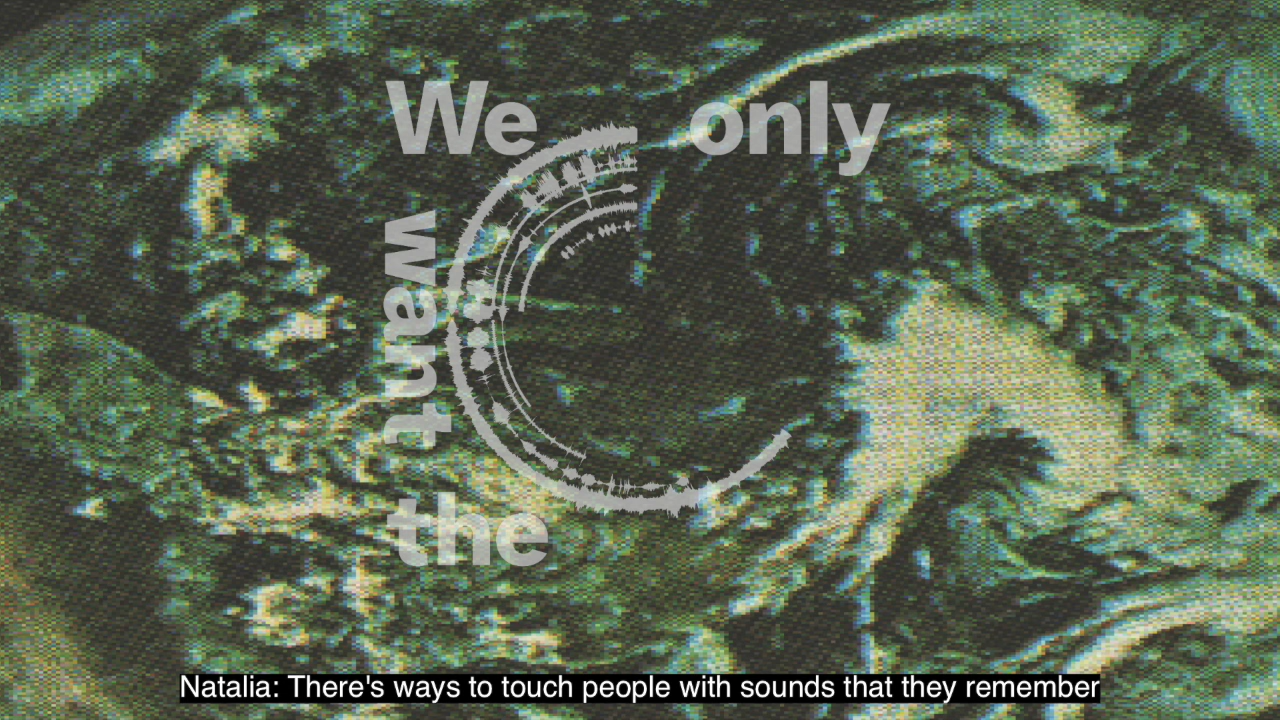 We only
want
the
Natalia: There's ways to touch people with sounds that they remember